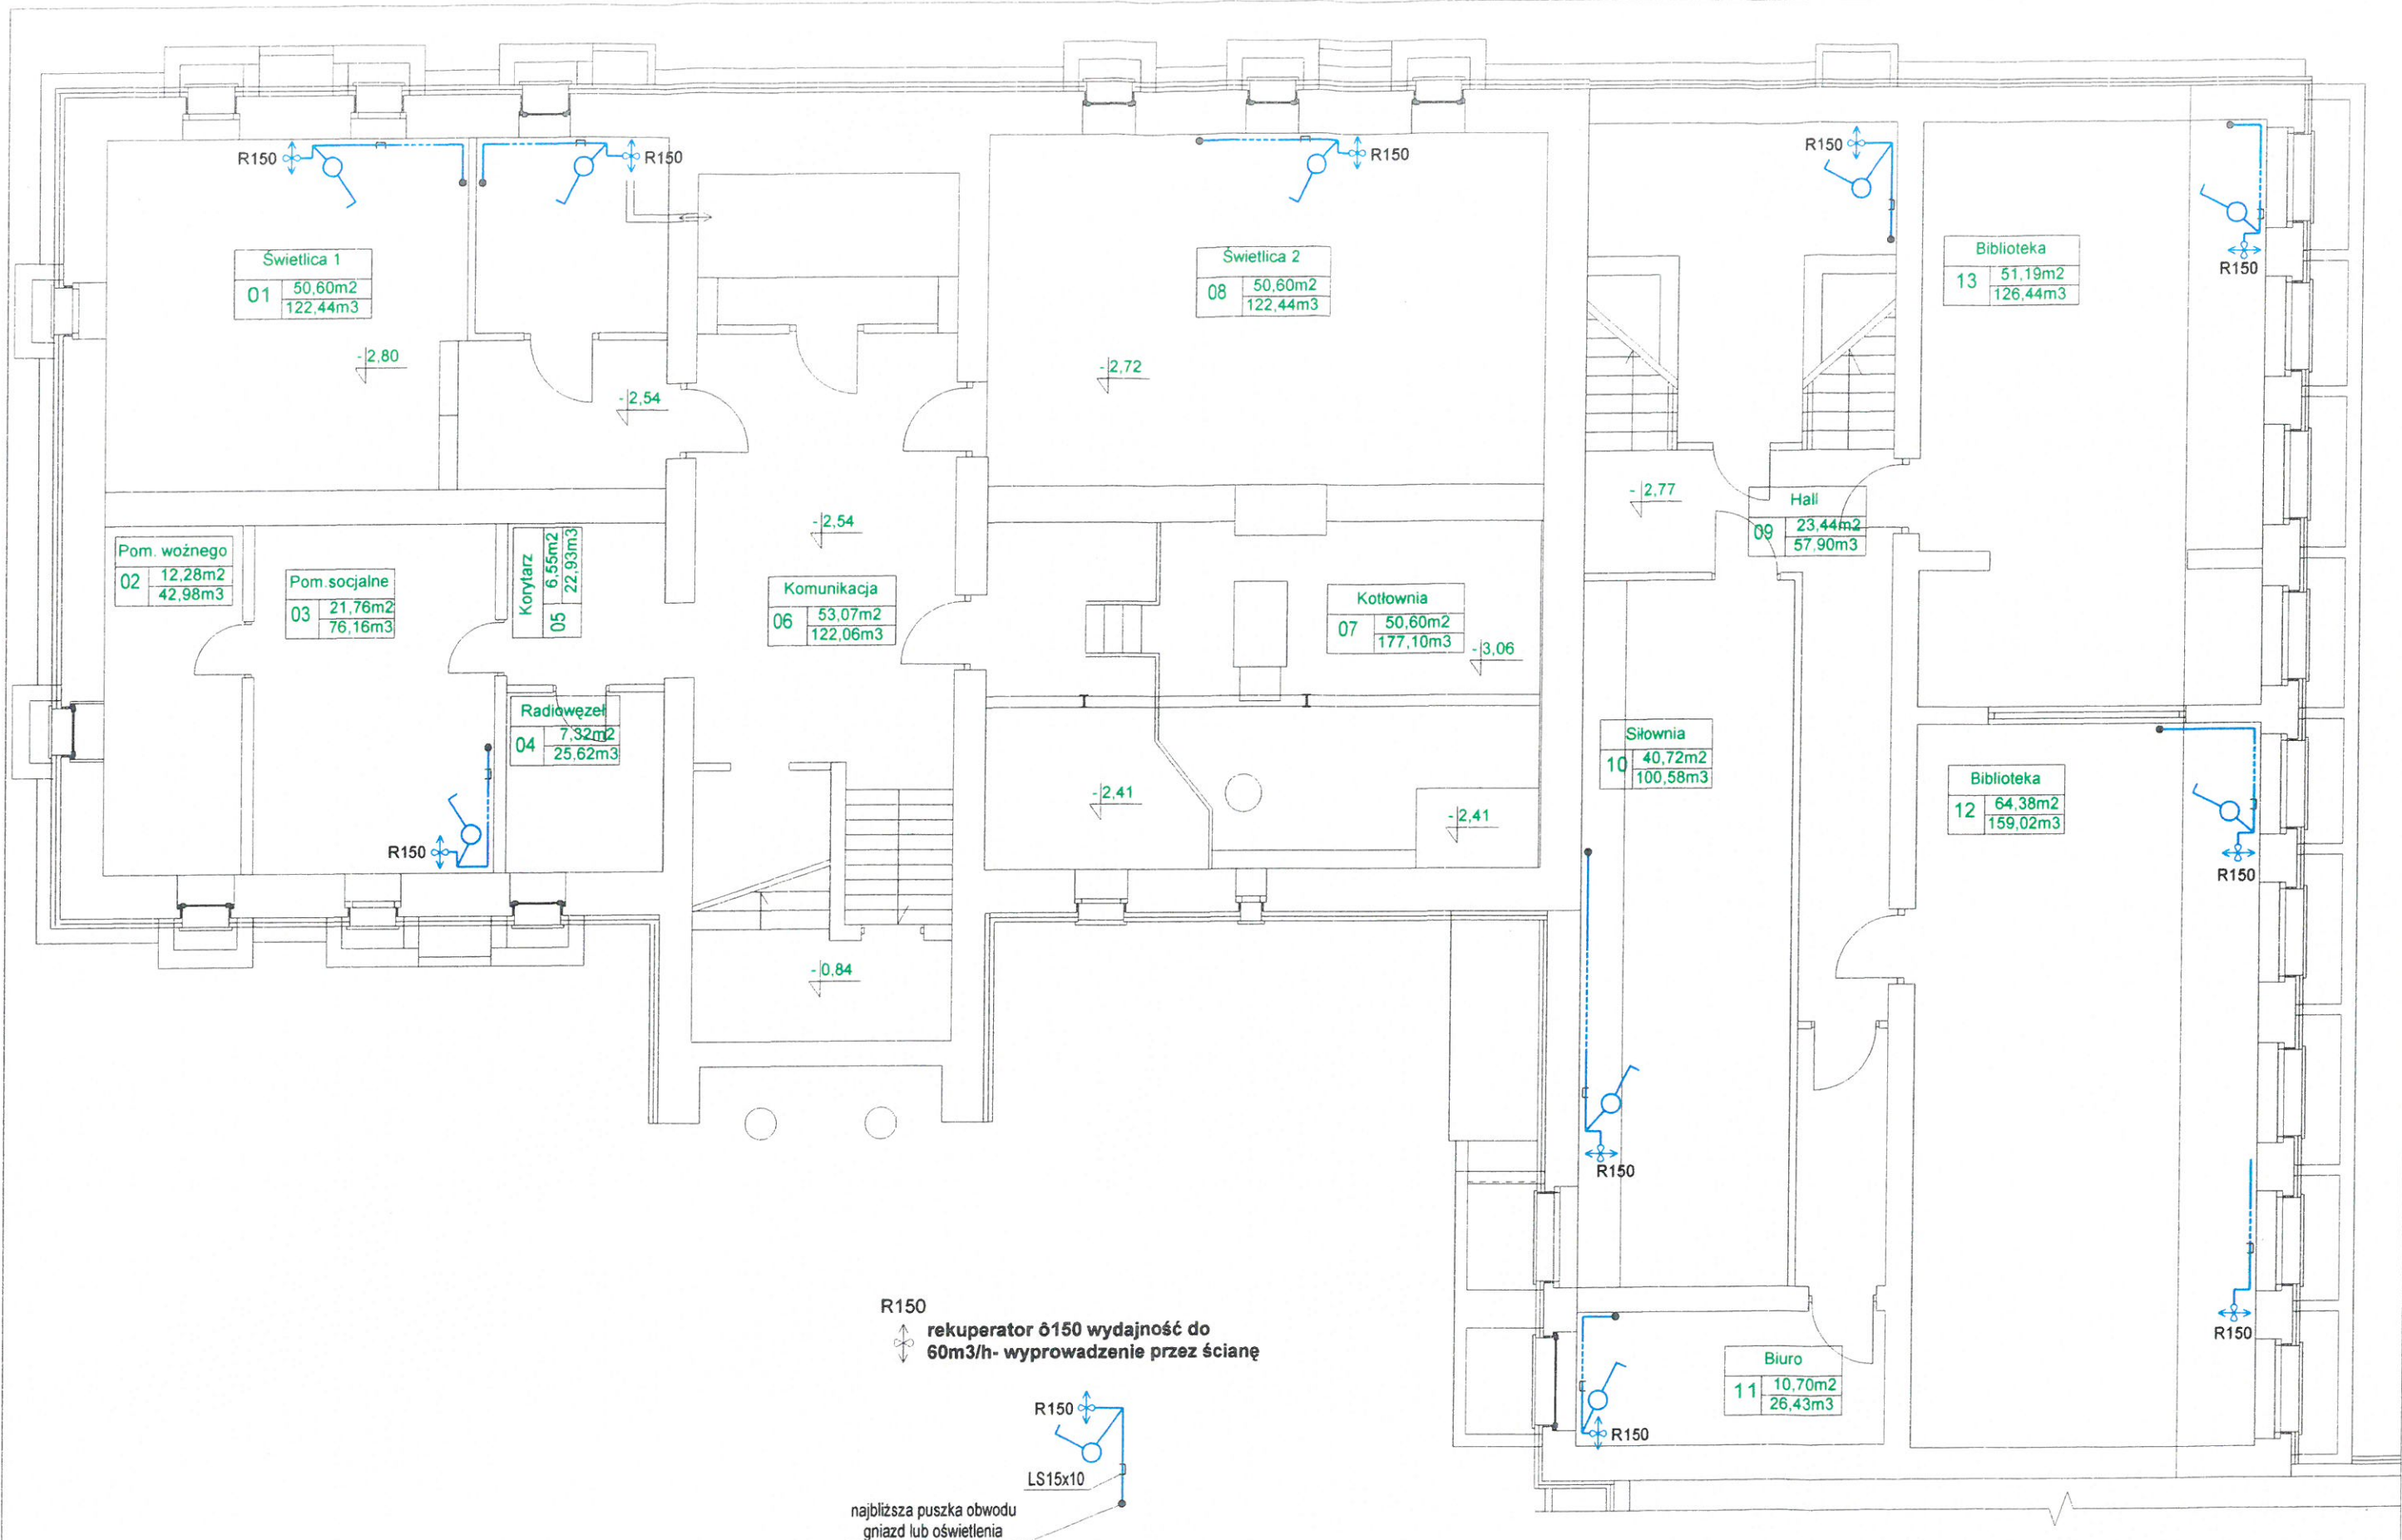 R150
R150
R150
R150
R150
Świetlica 1
01 50,60m2
122,44m3
Świetlica 2
08 50,60m2
122,44m3
Biblioteka
13 51,19m2
126,44m3
-2,80
-2,54
-2,72
-2,77
Hall
09 23,44m2
57,90m3
-2,54
Pom. woźnego
02 12,28m2
42,98m3
Pom.socjalne
03 21,76m2
76,16m3
Korytarz
05 6,55m2
22,93m3
Komunikacja
06 53,07m2
122,06m3
Kotłownia
07 50,60m2
177,10m3
-3,06
Radiowęzeł
04 7,32m2
25,62m3
Siłownia
10 40,72m2
100,58m3
Biblioteka
12 64,38m2
159,02m3
-2,41
-2,41
R150
R150
-0,84
R150
R150
R150
rekuperator ô150 wydajność do
60m3/h- wyprowadzenie przez ścianę
Biuro
11 10,70m2
26,43m3
R150
R150
LS15x10
najbliższa puszka obwodu
gniazd lub oświetlenia